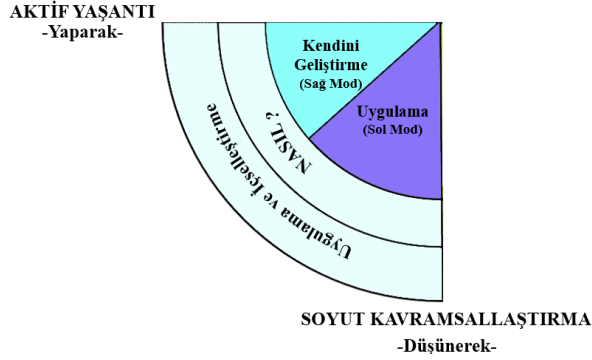 AKTİF YAŞANTI
-Yaparak-
Kendini
Geliştirme
(Sağ Mod)
Uygulama
(Sol Mod)
NASIL ?
Uygulama ve İçselleştirme
SOYUT KAVRAMSALLAŞTIRMA
-Düşünerek-